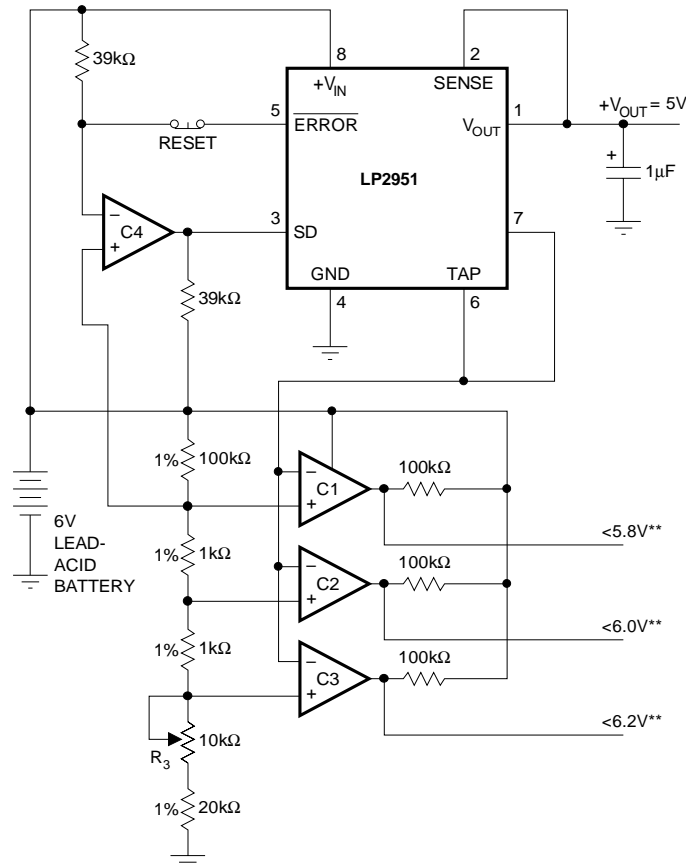 39kΩ
8
2
+VIN
SENSE
5
ERROR
1
VOUT
+VOUT = 5V
RESET
+
1µF
LP2951
–
C4
+
3
SD
7
39kΩ
GND
TAP
4
6
1%
100kΩ
–
C1
+
100kΩ
<5.8V**
6V
LEAD-
ACID
BATTERY
1%
1kΩ
–
C2
+
100kΩ
<6.0V**
1%
1kΩ
–
C3
+
100kΩ
<6.2V**
R3
10kΩ
1%
20kΩ